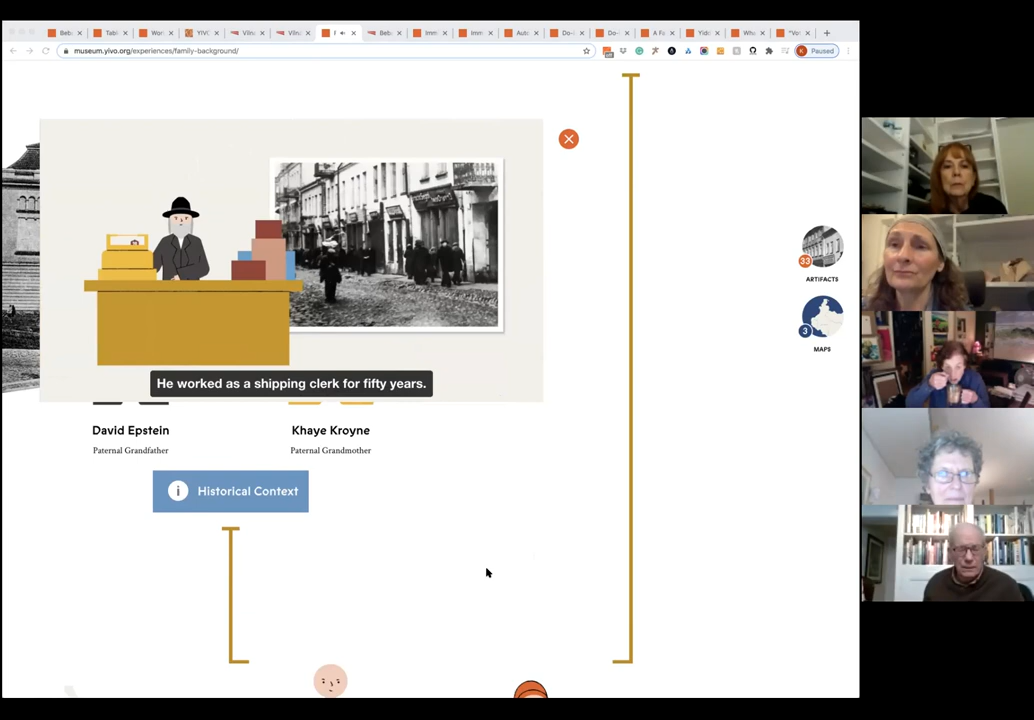 museum.yivo.org/experiences/family-background/
Paused
He worked as a shipping clerk for fifty years.
33
ARTIFACTS
3
MAPS
David Epstein
Khaye Kroyne
Paternal Grandfather
Paternal Grandmother
i
Historical Context